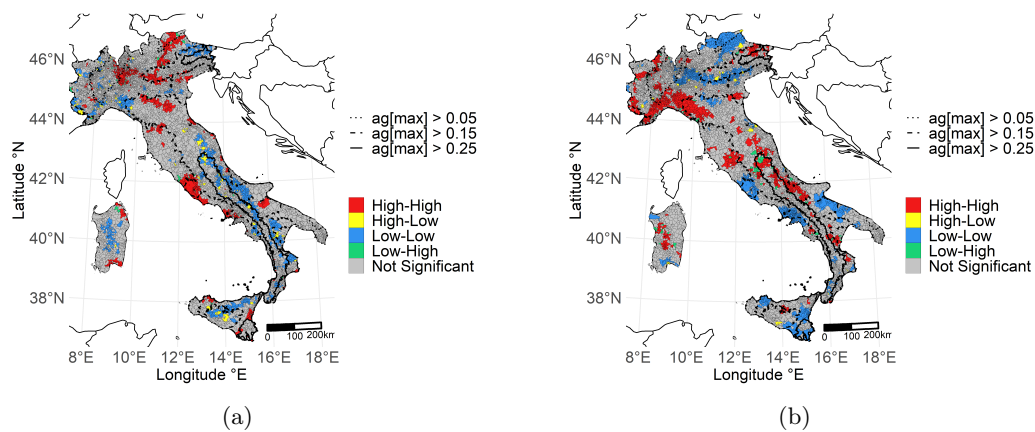 46°N
44°N
42°N
40°N
38°N
Latitude °N
8°E 10°E 12°E 14°E 16°E 18°E
Longitude °E
0 100 200km
ag[max] > 0.05
ag[max] > 0.15
ag[max] > 0.25
High-High
High-Low
Low-Low
Low-High
Not Significant
(a)
46°N
44°N
42°N
40°N
38°N
Latitude °N
8°E 10°E 12°E 14°E 16°E 18°E
Longitude °E
0 100 200km
ag[max] > 0.05
ag[max] > 0.15
ag[max] > 0.25
High-High
High-Low
Low-Low
Low-High
Not Significant
(b)